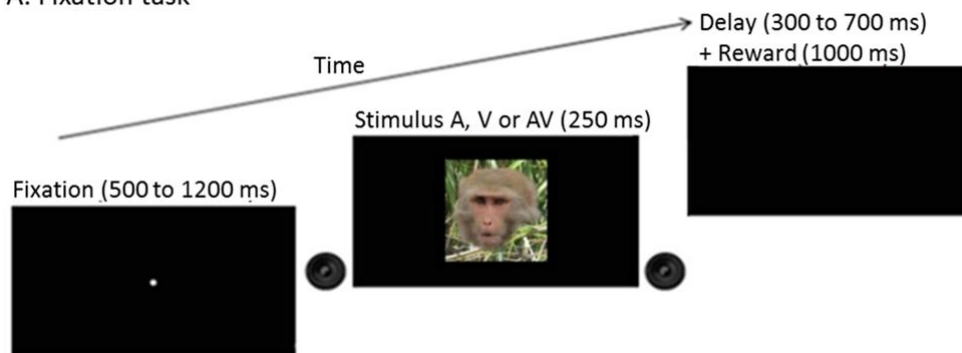 A. Fixation task
Delay (300 to 700 ms)
+ Reward (1000 ms)
Time
Stimulus A, V or AV (250 ms)
Fixation (500 to 1200 ms)